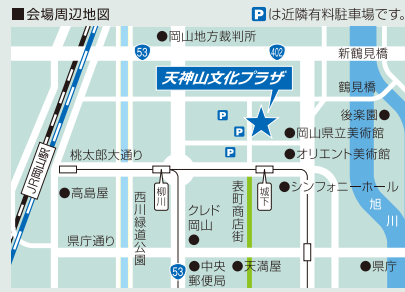 ■会場周辺地図
Pは近隣有料駐車場です。
●岡山地方裁判所
53
402
新鶴見橋
天神山文化プラザ
鶴見橋
P
後楽園●
P
●岡山県立美術館
P
●オリエント美術館
桃太郎大通り
JR岡山駅
柳川
城下
●高島屋
●シンフォニーホール
西川緑道公園
クレド
岡山
●
表町商店街
旭川
県庁通り
53
●中央
郵便局
●天満屋
●県庁